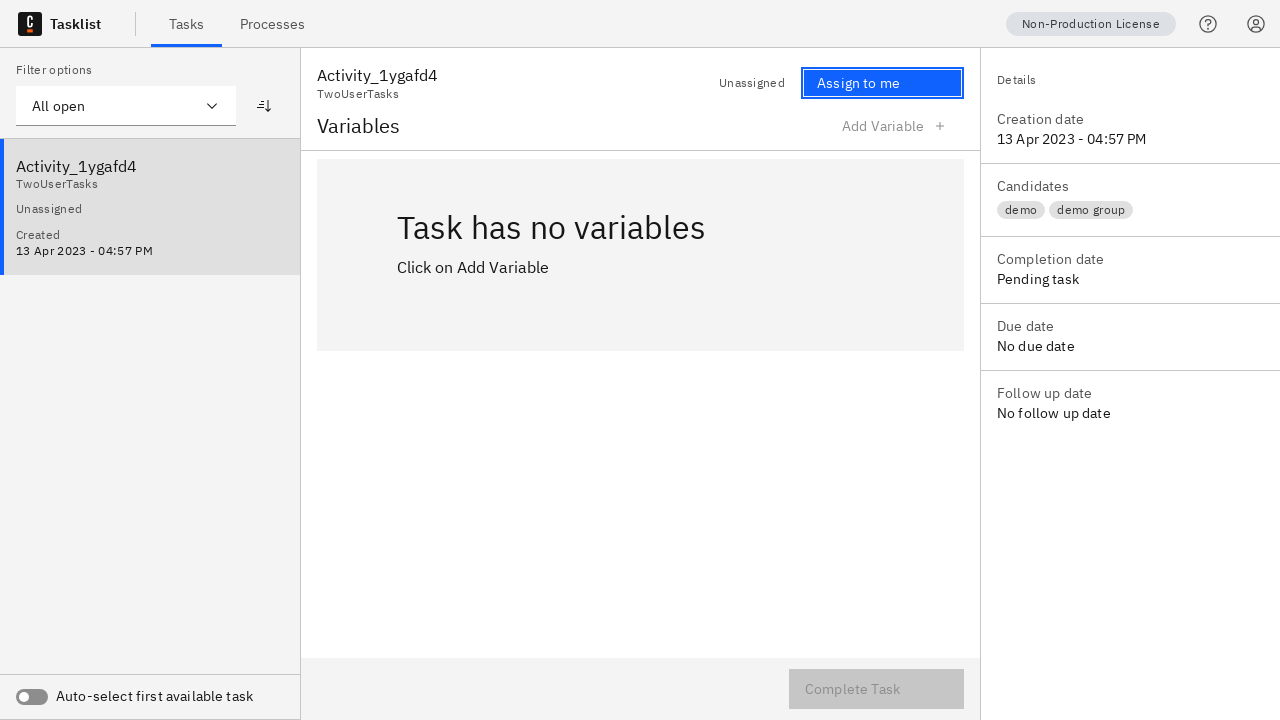 Tasklist
Tasks
Processes
Non-Production License
Filter options
All open
Activity_1ygafd4
TwoUserTasks
Unassigned
Created
13 Apr 2023 - 04:57 PM
Auto-select first available task
Activity_1ygafd4
TwoUserTasks
Unassigned
Assign to me
Variables
Add Variable
Task has no variables
Click on Add Variable
Complete Task
Details
Creation date
13 Apr 2023 - 04:57 PM
Candidates
demo
demo group
Completion date
Pending task
Due date
No due date
Follow up date
No follow up date